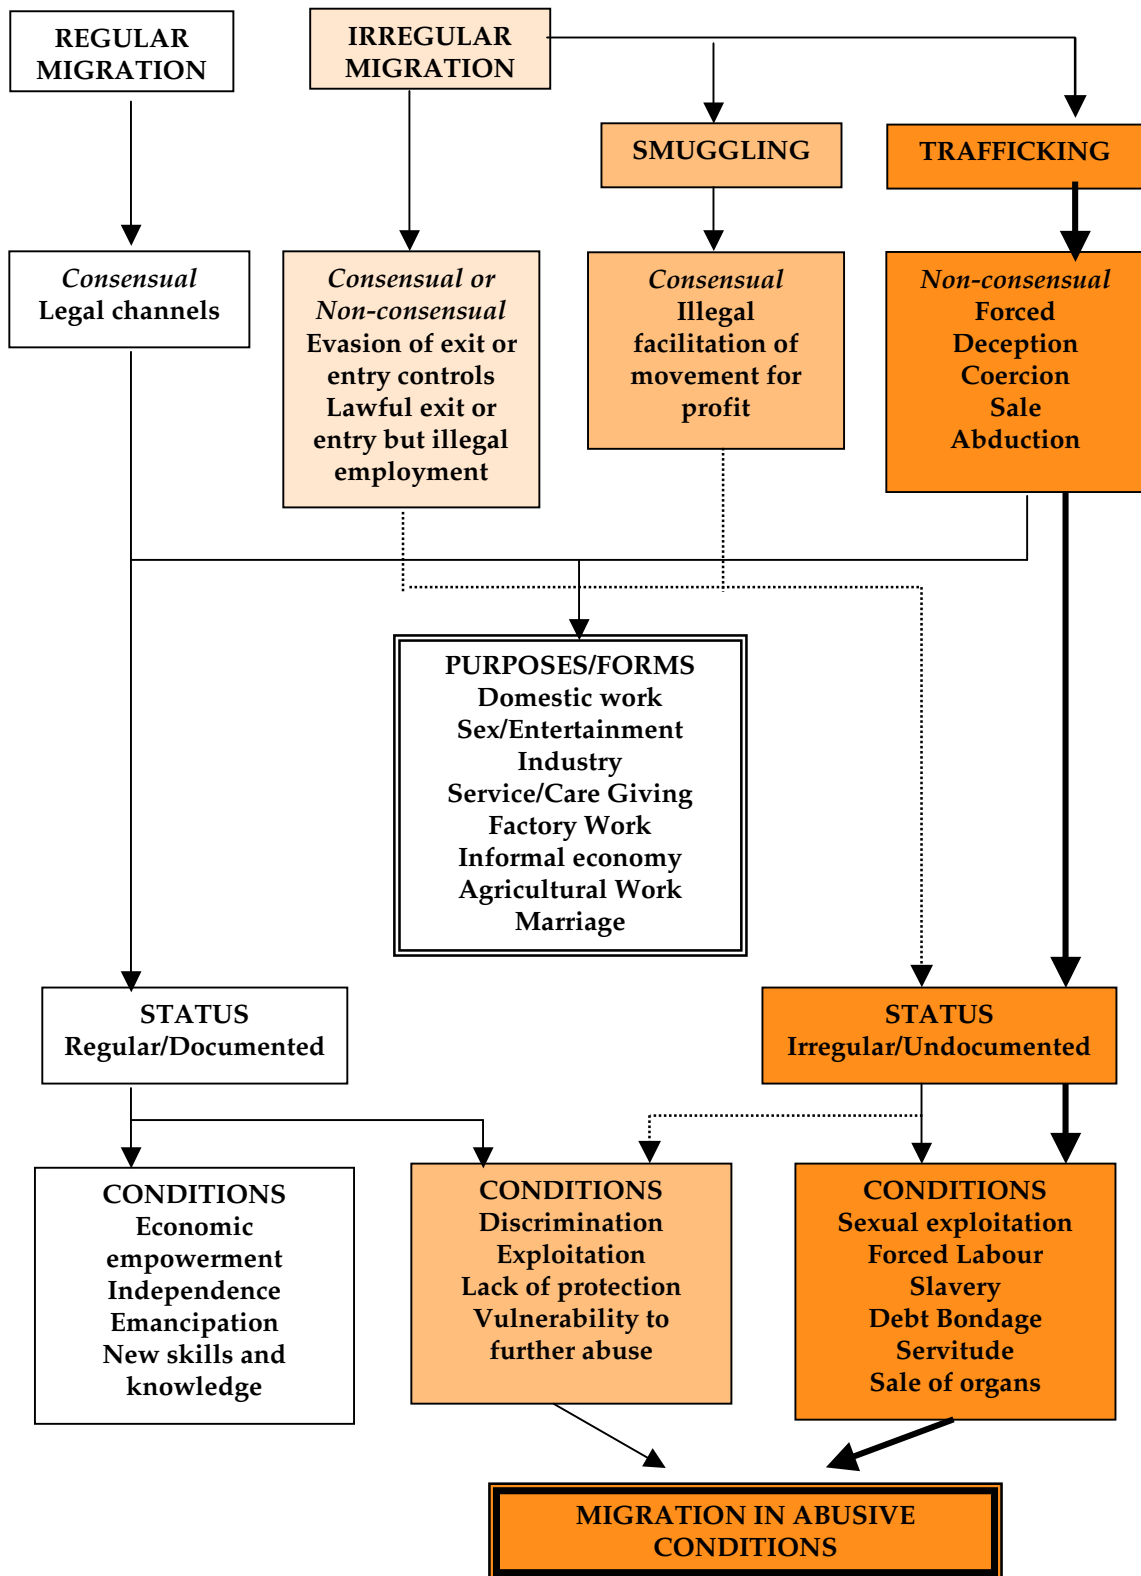 REGULAR
MIGRATION
IRREGULAR
MIGRATION
SMUGGLING
TRAFFICKING
Consensual
Legal channels
Consensual or
Non-consensual
Evasion of exit or
entry controls
Lawful exit or
entry but illegal
employment
Consensual
Illegal
facilitation of
movement for
profit
Non-consensual
Forced
Deception
Coercion
Sale
Abduction
PURPOSES/FORMS
Domestic work
Sex/Entertainment
Industry
Service/Care Giving
Factory Work
Informal economy
Agricultural Work
Marriage
STATUS
Regular/Documented
STATUS
Irregular/Undocumented
CONDITIONS
Economic
empowerment
Independence
Emancipation
New skills and
knowledge
CONDITIONS
Discrimination
Exploitation
Lack of protection
Vulnerability to
further abuse
CONDITIONS
Sexual exploitation
Forced Labour
Slavery
Debt Bondage
Servitude
Sale of organs
MIGRATION IN ABUSIVE
CONDITIONS